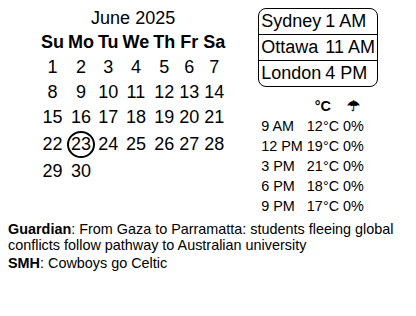 June 2025
Su Mo Tu We Th Fr Sa
1 2 3 4 5 6 7
8 9 10 11 12 13 14
15 16 17 18 19 20 21
22 23 24 25 26 27 28
29 30
Sydney 1 AM
Ottawa 11 AM
London 4 PM
°C ☂
9 AM 12°C 0%
12 PM 19°C 0%
3 PM 21°C 0%
6 PM 18°C 0%
9 PM 17°C 0%
Guardian: From Gaza to Parramatta: students fleeing global
conflicts follow pathway to Australian university
SMH: Cowboys go Celtic